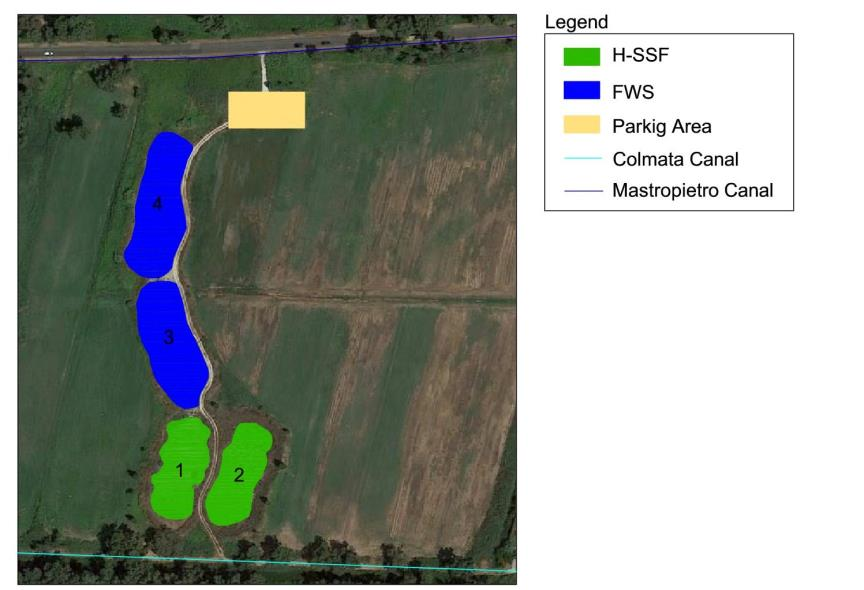 Legend
H-SSF
FWS
Parkig Area
Colmata Canal
Mastropietro Canal
4
3
1
2